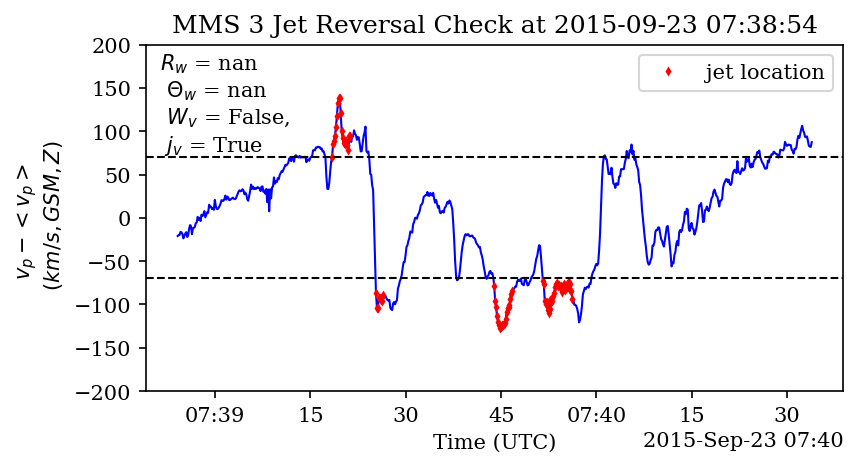 MMS 3 Jet Reversal Check at 2015-09-23 07:38:54
R_w = nan
Θ_w = nan
W_v = False,
j_v = True
jet location
200
150
100
50
0
−50
−100
−150
−200
v_p − < v_p >
(km/s, GSM, Z)
07:39 15 30 45 07:40 15 30
Time (UTC)
2015-Sep-23 07:40